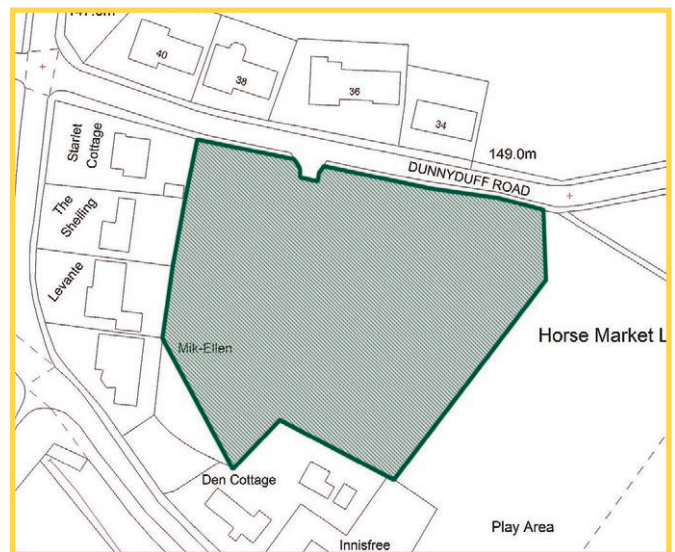 40
38
36
34
149.0m
DUNNYDUFF ROAD
Starlet
Cottage
The
Shelling
Levante
Mik-Ellen
Horse Market L
Den Cottage
Play Area
Innisfree